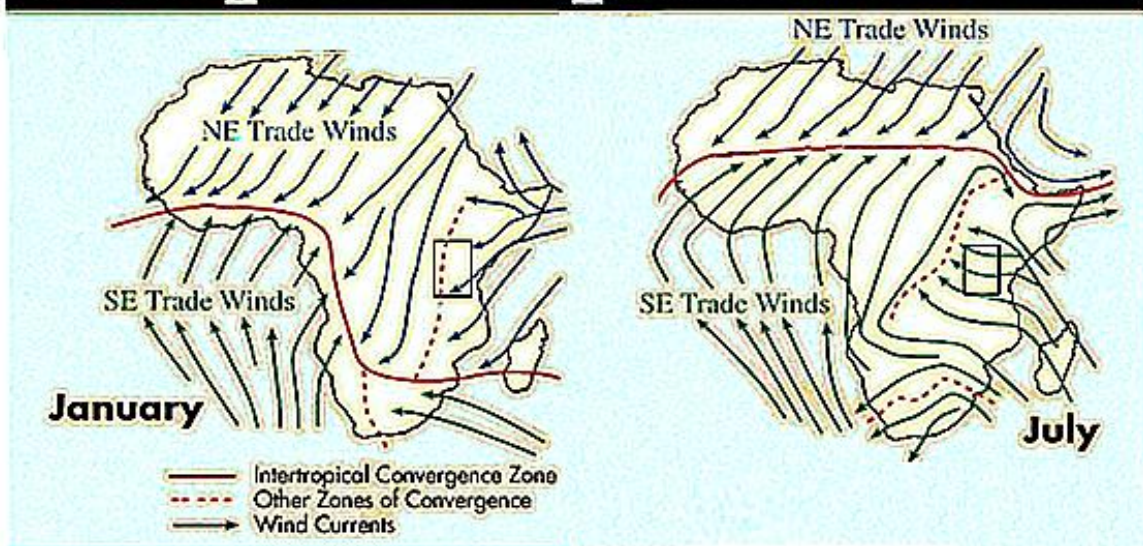 NE Trade Winds
SE Trade Winds
January
NE Trade Winds
SE Trade Winds
July
Intertropical Convergence Zone
Other Zones of Convergence
Wind Currents